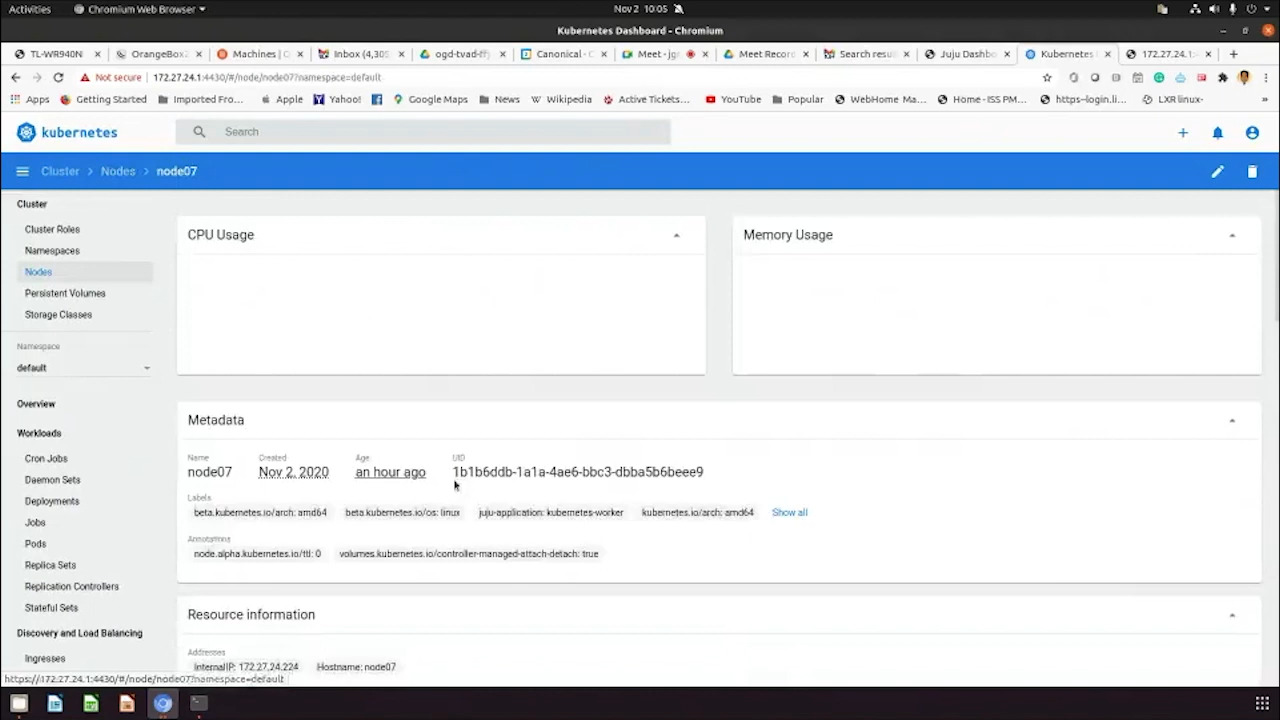 Activities Chromium Web Browser Nov 2 10:05
Kubernetes Dashboard - Chromium
TL-WR940N OrangeBox2 Machines | C Inbox (4,305 ogd-tvad-ffj Canonical - C Meet - jg Meet Record Search resu Juju Dashbo Kubernetes 172.27.24.1:
Not secure 172.27.24.1:4430/#/node/node07?namespace=default
Apps Getting Started Imported Fro... Apple Yahoo! Google Maps News Wikipedia Active Tickets... YouTube Popular WebHome Ma... Home - ISS PM... https--login.li... LXR linux- »
kubernetes Search
Cluster > Nodes > node07
Cluster
Cluster Roles
Namespaces
Nodes
Persistent Volumes
Storage Classes
Namespace
default
Overview
Workloads
Cron Jobs
Daemon Sets
Deployments
Jobs
Pods
Replica Sets
Replication Controllers
Stateful Sets
Discovery and Load Balancing
Ingresses
CPU Usage
Memory Usage
Metadata
Name Created Age UID
node07 Nov 2, 2020 an hour ago 1b1b6ddb-1a1a-4ae6-bbc3-dbba5b6beee9
Labels
beta.kubernetes.io/arch: amd64 beta.kubernetes.io/os: linux juju-application: kubernetes-worker kubernetes.io/arch: amd64 Show all
Annotations
node.alpha.kubernetes.io/ttl: 0 volumes.kubernetes.io/controller-managed-attach-detach: true
Resource information
Addresses
InternalIP: 172.27.24.224 Hostname: node07
https://172.27.24.1:4430/#/node/node07?namespace=default